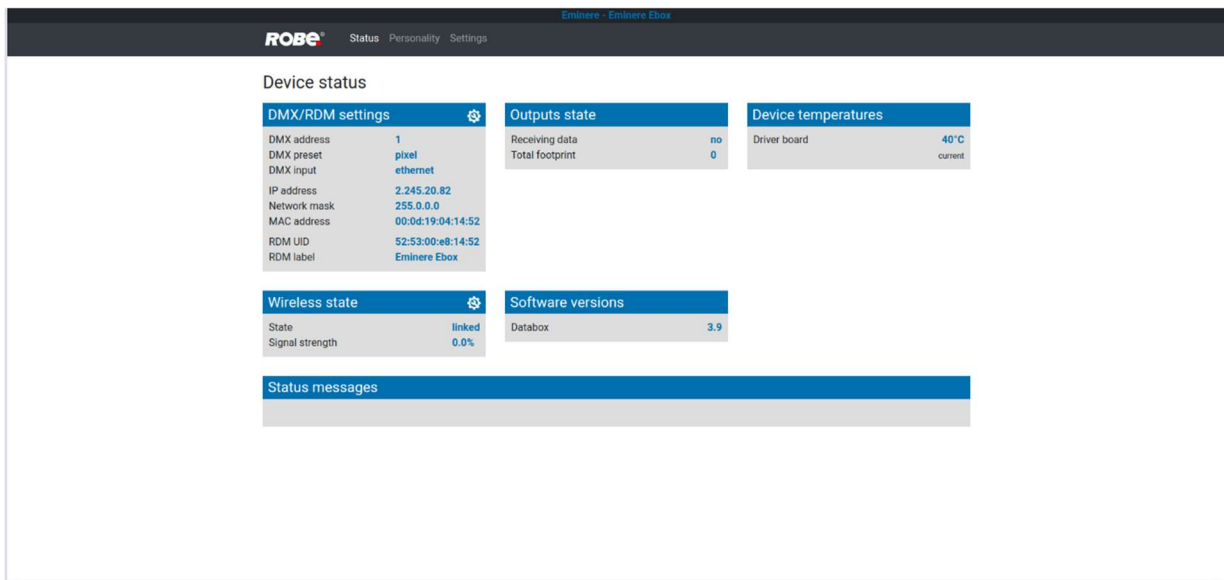 Eminere - Eminere Ebox
ROBE® Status Personality Settings
Device status
DMX/RDM settings
DMX address 1
DMX preset pixel
DMX input ethernet
IP address 2.245.20.82
Network mask 255.0.0.0
MAC address 00:0d:19:04:14:52
RDM UID 52:53:00:e8:14:52
RDM label Eminere Ebox
Outputs state
Receiving data no
Total footprint 0
Device temperatures
Driver board 40°C
current
Wireless state
State linked
Signal strength 0.0%
Software versions
Databox 3.9
Status messages